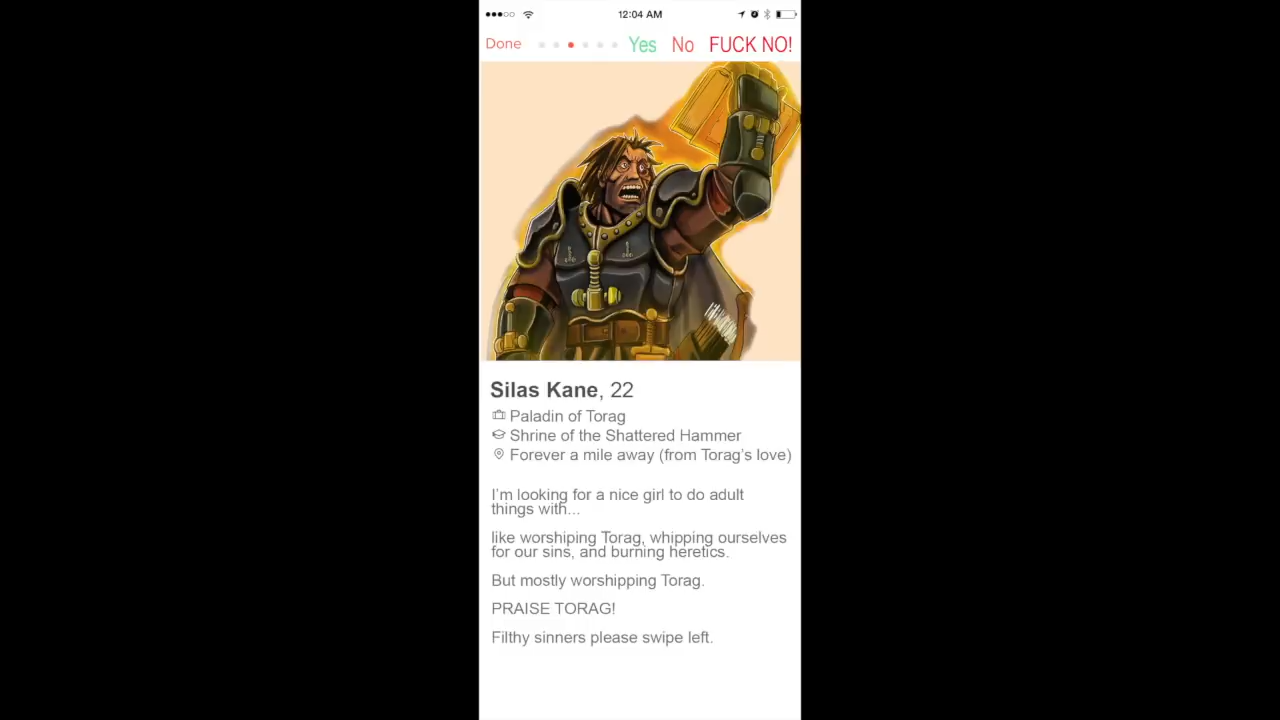 12:04 AM
Done Yes No FUCK NO!
Silas Kane, 22
Paladin of Torag
Shrine of the Shattered Hammer
Forever a mile away (from Torag's love)
I'm looking for a nice girl to do adult
things with...
like worshiping Torag, whipping ourselves
for our sins, and burning heretics.
But mostly worshipping Torag.
PRAISE TORAG!
Filthy sinners please swipe left.